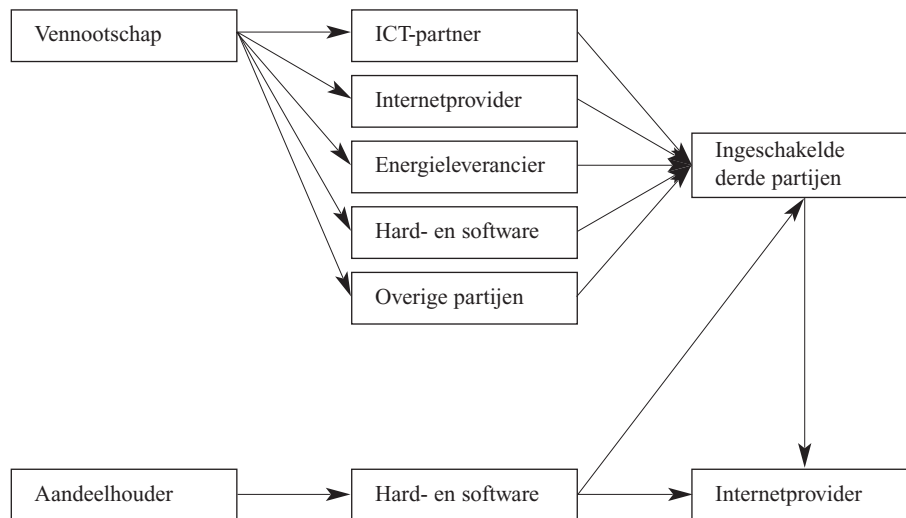 Vennootschap
ICT-partner
Internetprovider
Energieleverancier
Hard- en software
Overige partijen
Ingeschakelde
derde partijen
Aandeelhouder
Hard- en software
Internetprovider